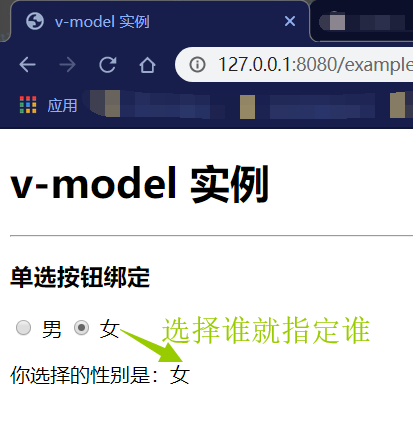 v-model 实例
127.0.0.1:8080/example
应用
v-model 实例
单选按钮绑定
男 女 选择谁就指定谁
你选择的性别是：女